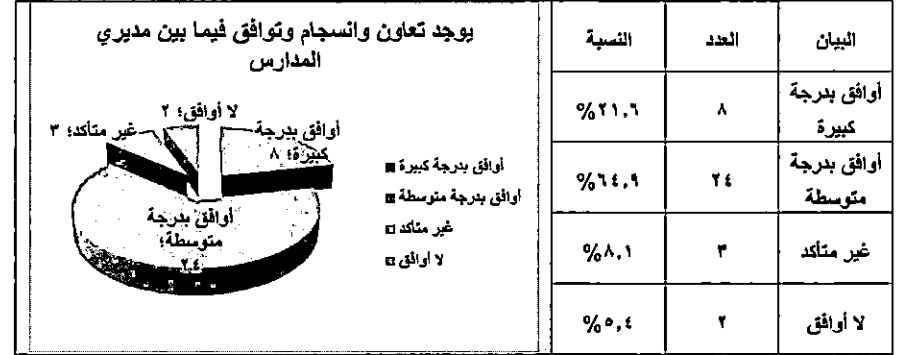 يوجد تعاون وانسجام وتوافق فيما بين مديري
المدارس
لا أوافق؛ ٢
غير متأكد؛ ٣
أوافق بدرجة
كبيرة؛ ٨
أوافق بدرجة
متوسطة؛
٢٤
أوافق بدرجة كبيرة
أوافق بدرجة متوسطة
غير متأكد
لا أوافق
البيان العدد النسبة
أوافق بدرجة
كبيرة
٨ %٢١,٦
أوافق بدرجة
متوسطة
٢٤ %٦٤,٩
غير متأكد ٣ %٨,١
لا أوافق ٢ %٥,٤